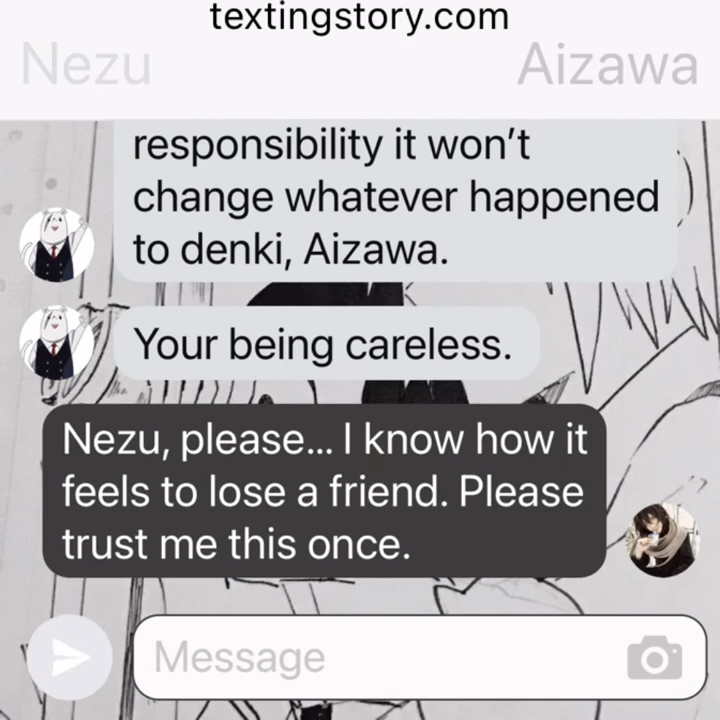 textingstory.com
Nezu
Aizawa
responsibility it won't
change whatever happened
to denki, Aizawa.
Your being careless.
Nezu, please... I know how it
feels to lose a friend. Please
trust me this once.
Message